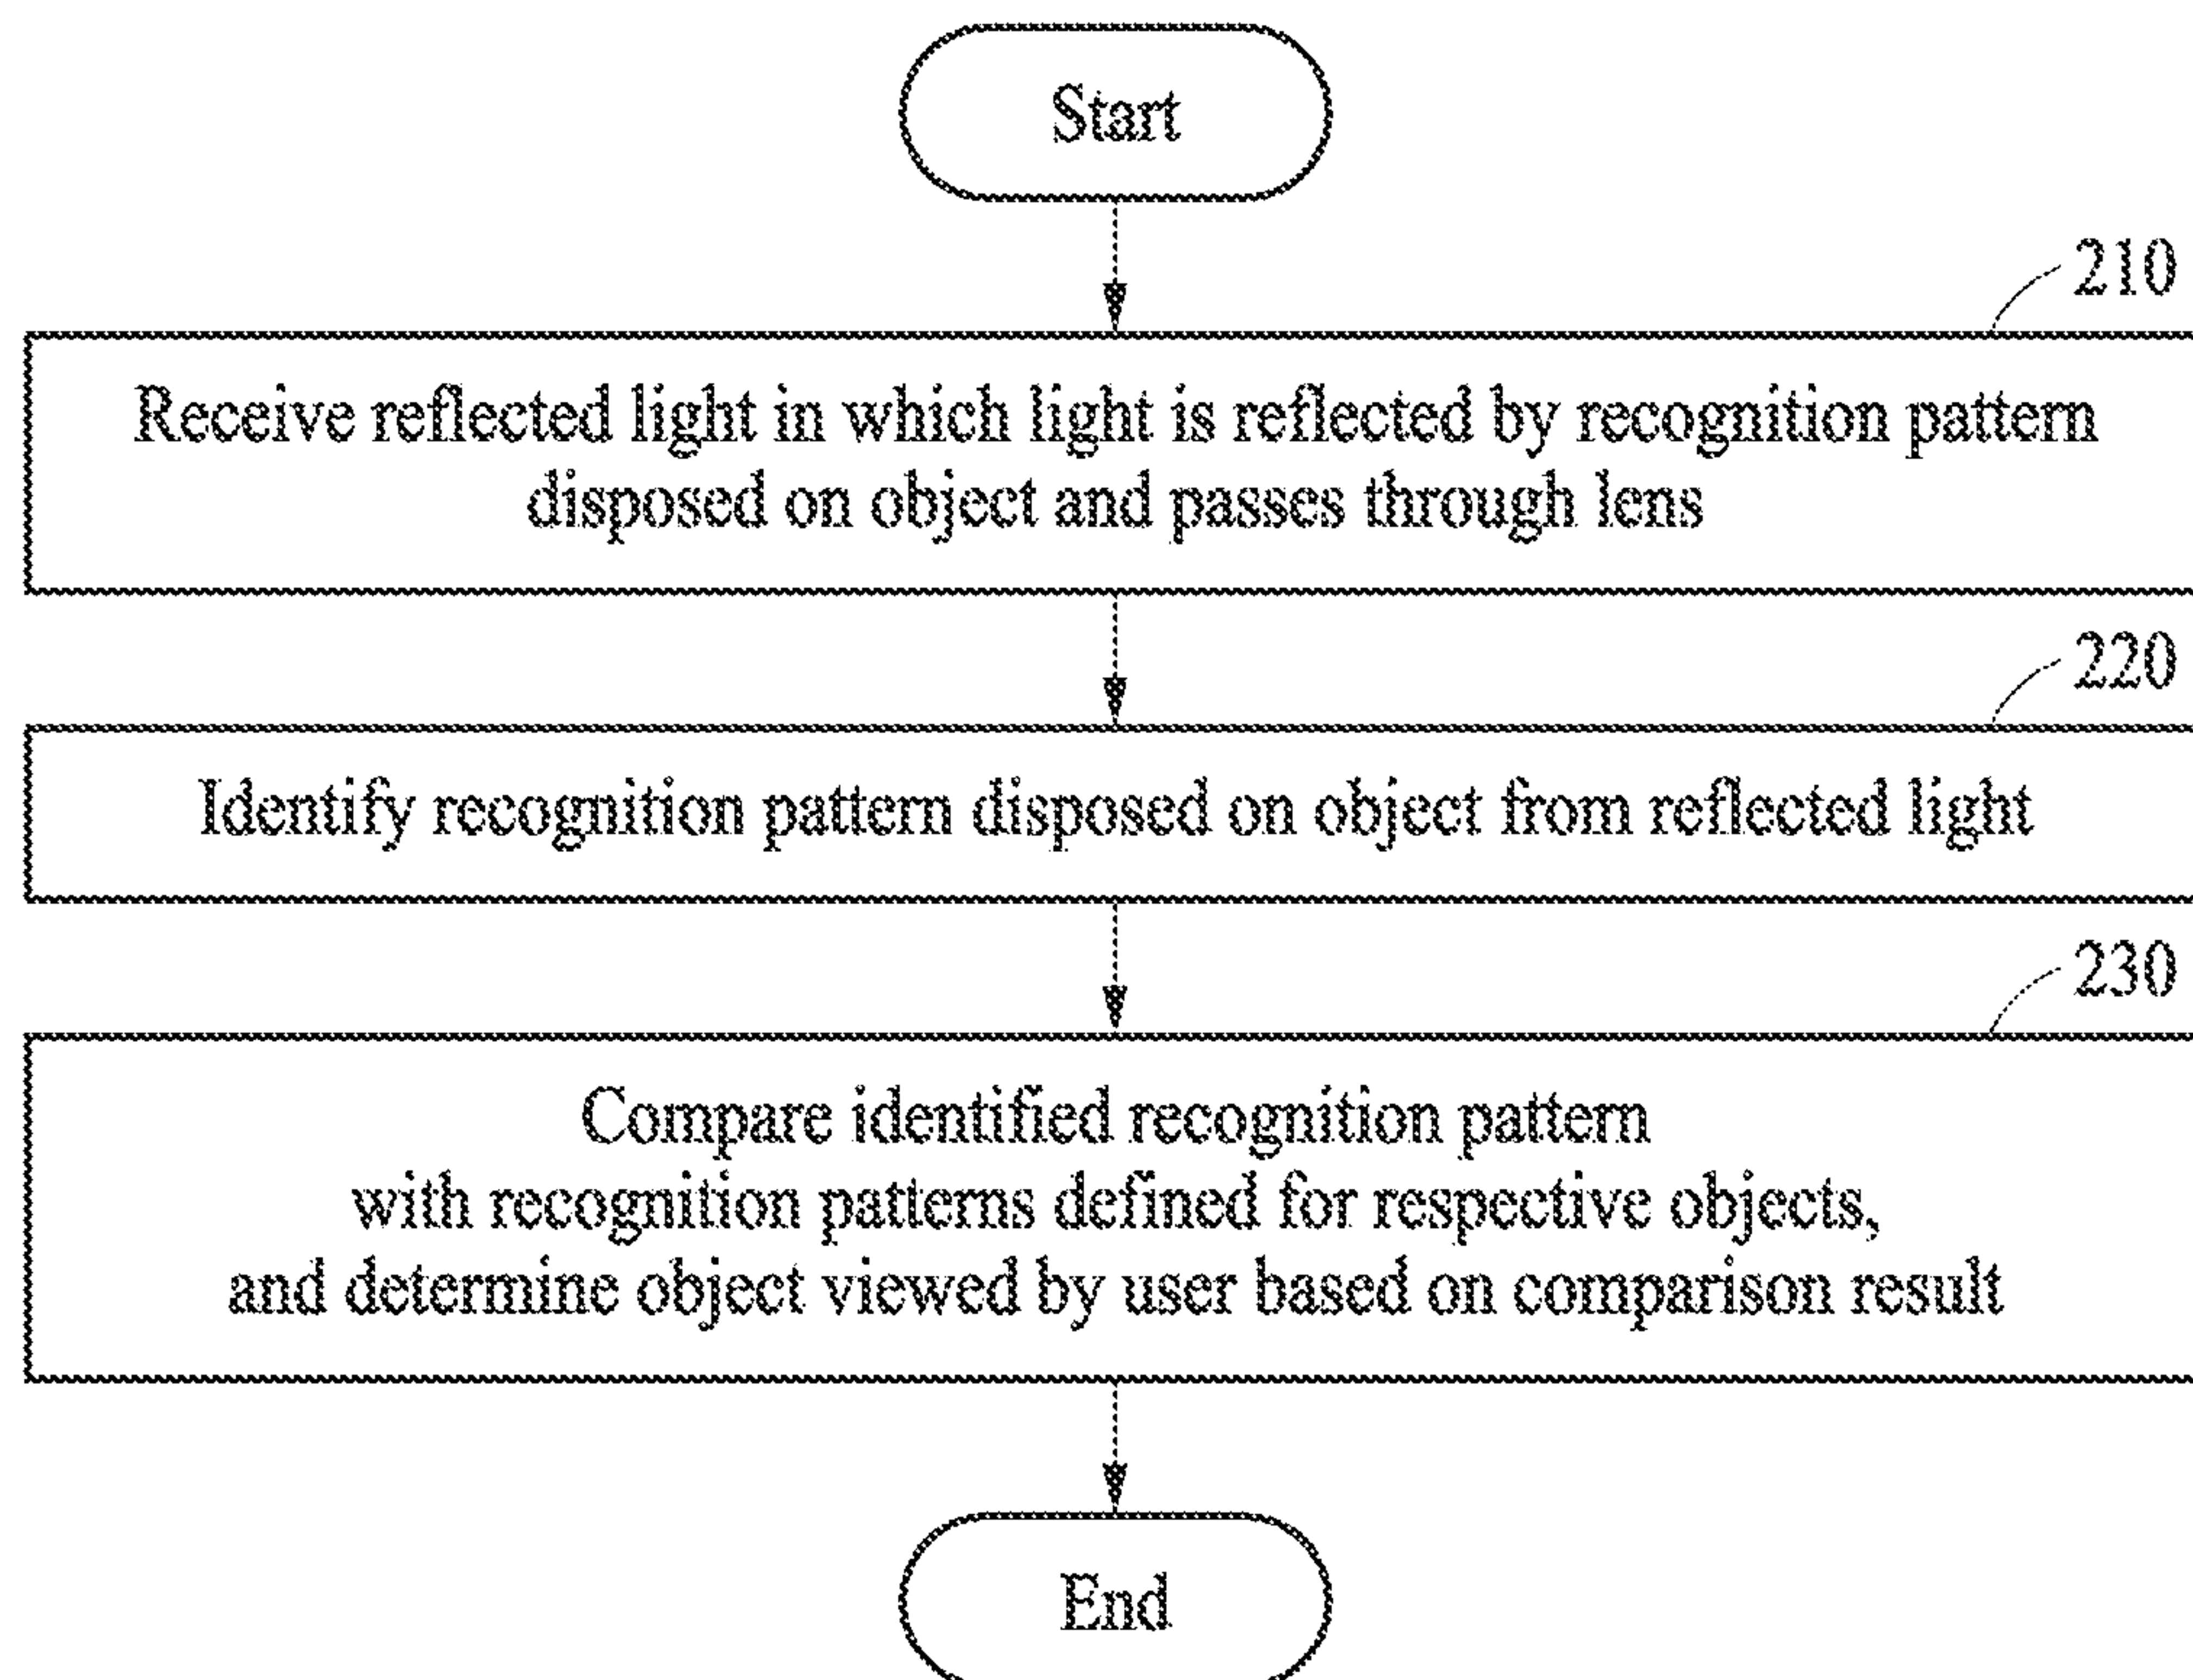 Start
210
Receive reflected light in which light is reflected by recognition pattern
disposed on object and passes through lens
220
Identify recognition pattern disposed on object from reflected light
230
Compare identified recognition pattern
with recognition patterns defined for respective objects,
and determine object viewed by user based on comparison result
End